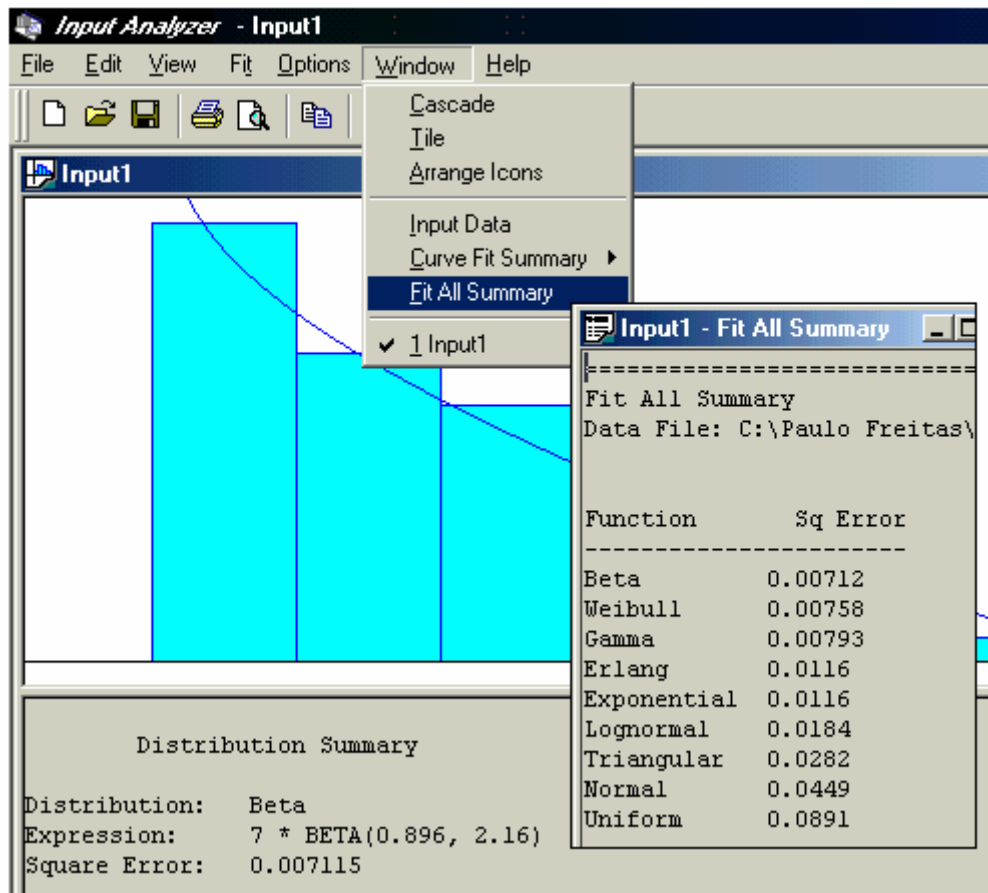 Input Analyzer - Input1
File Edit View Fit Options Window Help
Cascade
Tile
Arrange Icons
Input Data
Curve Fit Summary
Fit All Summary
1 Input1
Input1
Input1 - Fit All Summary
=============================
Fit All Summary
Data File: C:\Paulo Freitas\
Function Sq Error
------------------------
Beta 0.00712
Weibull 0.00758
Gamma 0.00793
Erlang 0.0116
Exponential 0.0116
Lognormal 0.0184
Triangular 0.0282
Normal 0.0449
Uniform 0.0891
Distribution Summary
Distribution: Beta
Expression: 7 * BETA(0.896, 2.16)
Square Error: 0.007115